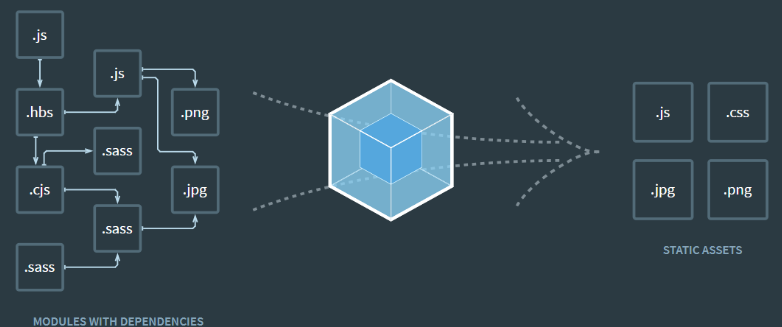 .js
.js
.hbs
.png
.sass
.cjs
.jpg
.sass
.sass
MODULES WITH DEPENDENCIES
.js
.css
.jpg
.png
STATIC ASSETS